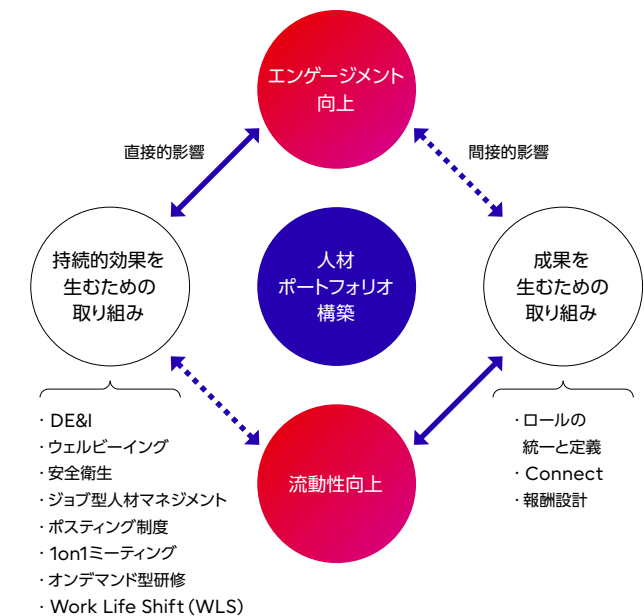 エンゲージメント
向上
直接的影響
間接的影響
持続的効果を
生むための
取り組み
人材
ポートフォリオ
構築
成果を
生むための
取り組み
・DE&I
・ウェルビーイング
・安全衛生
・ジョブ型人材マネジメント
・ポスティング制度
・1on1ミーティング
・オンデマンド型研修
・Work Life Shift(WLS)
流動性向上
・ロールの
統一と定義
・Connect
・報酬設計